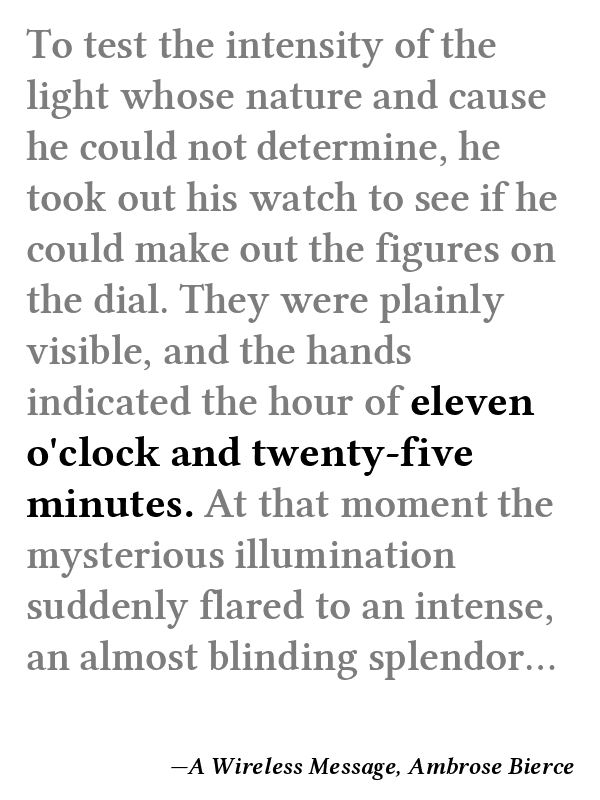 To test the intensity of the
light whose nature and cause
he could not determine, he
took out his watch to see if he
could make out the figures on
the dial. They were plainly
visible, and the hands
indicated the hour of eleven
o'clock and twenty-five
minutes. At that moment the
mysterious illumination
suddenly flared to an intense,
an almost blinding splendor…
—A Wireless Message, Ambrose Bierce